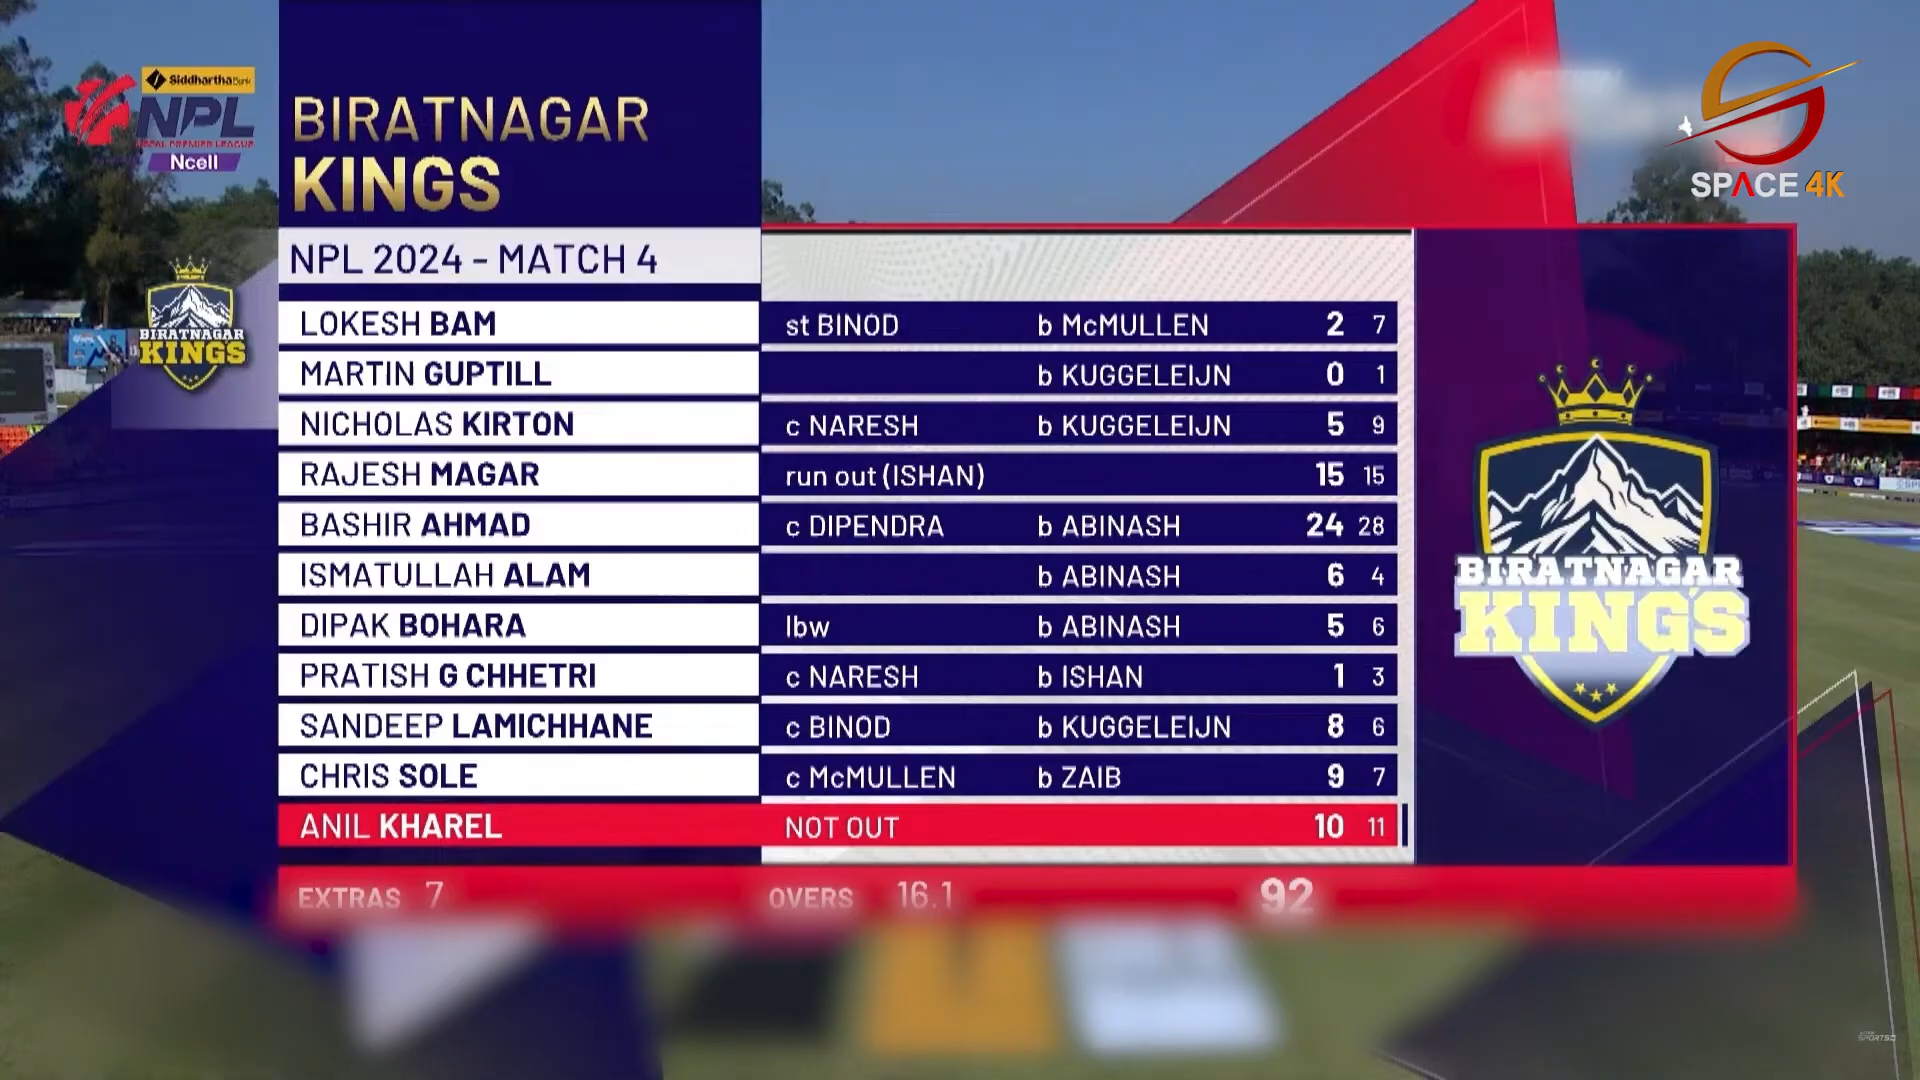 Siddhartha Bank
NPL
NEPAL PREMIER LEAGUE
Ncell
SPACE 4K
BIRATNAGAR
KINGS
NPL 2024 - MATCH 4
BIRATNAGAR
KINGS
LOKESH BAM st BINOD b McMULLEN 2 7
MARTIN GUPTILL b KUGGELEIJN 0 1
NICHOLAS KIRTON c NARESH b KUGGELEIJN 5 9
RAJESH MAGAR run out (ISHAN) 15 15
BASHIR AHMAD c DIPENDRA b ABINASH 24 28
ISMATULLAH ALAM b ABINASH 6 4
DIPAK BOHARA lbw b ABINASH 5 6
PRATISH G CHHETRI c NARESH b ISHAN 1 3
SANDEEP LAMICHHANE c BINOD b KUGGELEIJN 8 6
CHRIS SOLE c McMULLEN b ZAIB 9 7
ANIL KHAREL NOT OUT 10 11
EXTRAS 7 OVERS 16.1 92
BIRATNAGAR
KINGS